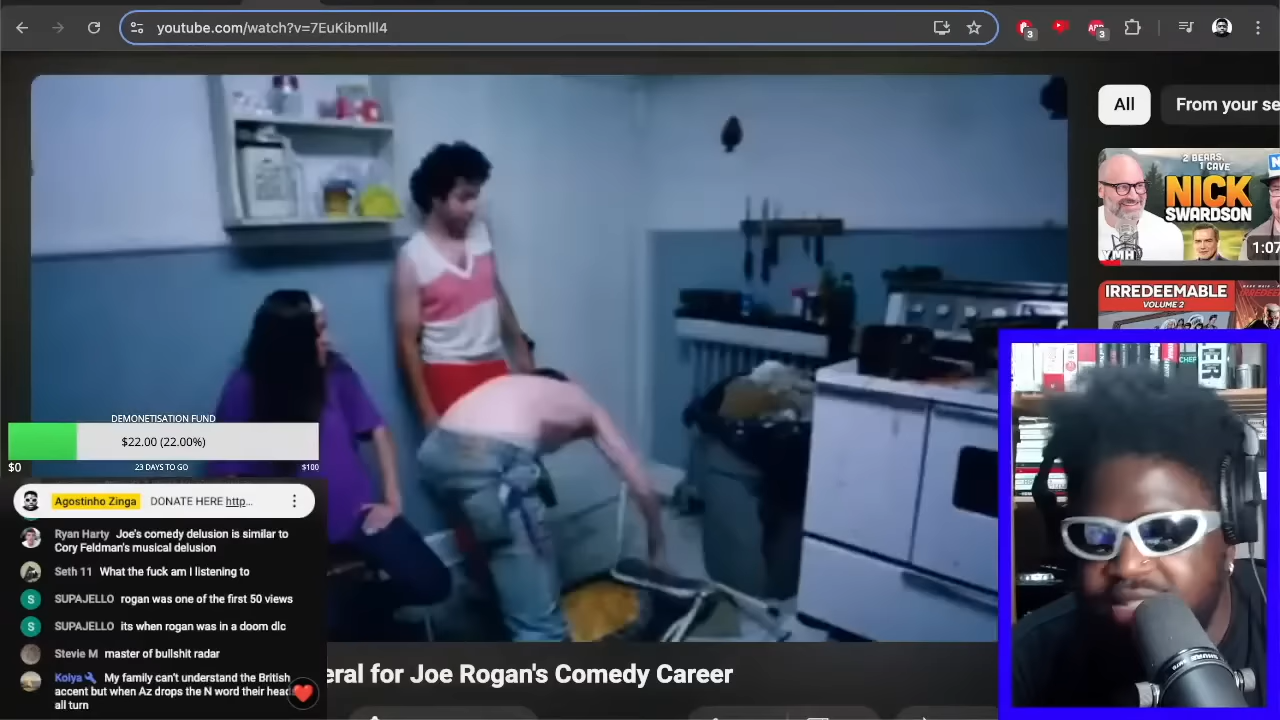 youtube.com/watch?v=7EuKibmlll4
3
3
All
From your se
2 BEARS,
1 CAVE
NICK
SWARDSON
YMH
1:07
IRREDEEMABLE
VOLUME 2
DEMONETISATION FUND
$22.00 (22.00%)
$0
23 DAYS TO GO
$100
Agostinho Zinga DONATE HERE http...
Ryan Harty Joe's comedy delusion is similar to
Cory Feldman's musical delusion
Seth 11 What the fuck am I listening to
SUPAJELLO rogan was one of the first 50 views
SUPAJELLO its when rogan was in a doom dlc
Stevie M master of bullshit radar
Kolya My family can't understand the British
accent but when Az drops the N word their heads
all turn
eral for Joe Rogan's Comedy Career